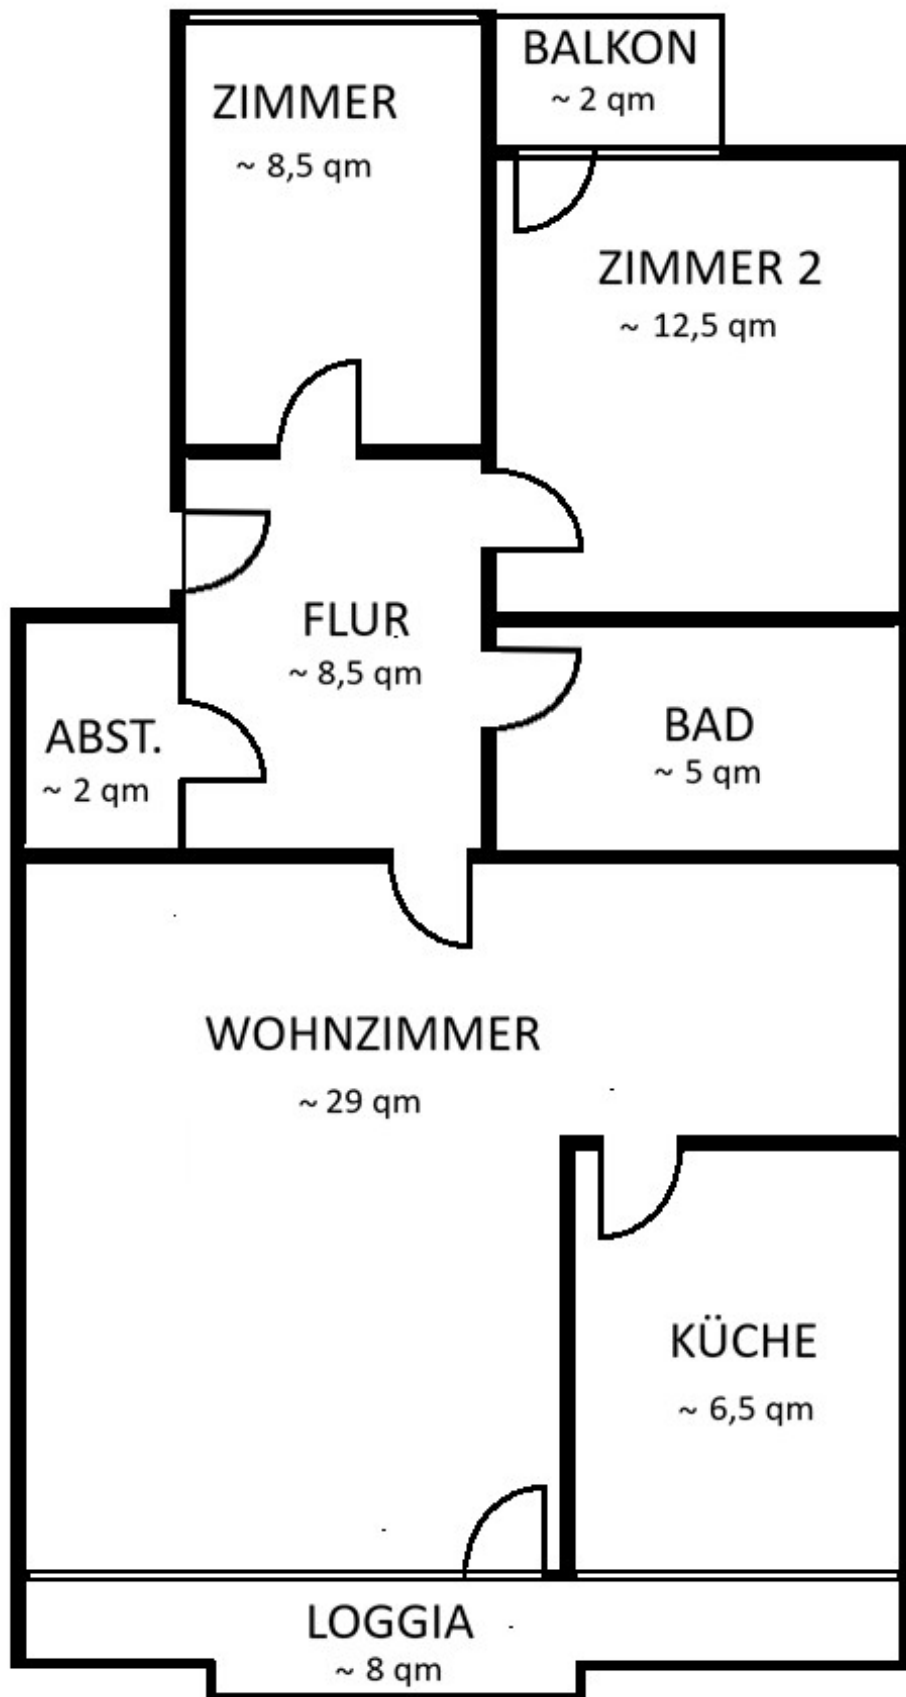 BALKON
~ 2 qm
ZIMMER
~ 8,5 qm
ZIMMER 2
~ 12,5 qm
FLUR
~ 8,5 qm
ABST.
~ 2 qm
BAD
~ 5 qm
WOHNZIMMER
~ 29 qm
KÜCHE
~ 6,5 qm
LOGGIA
~ 8 qm